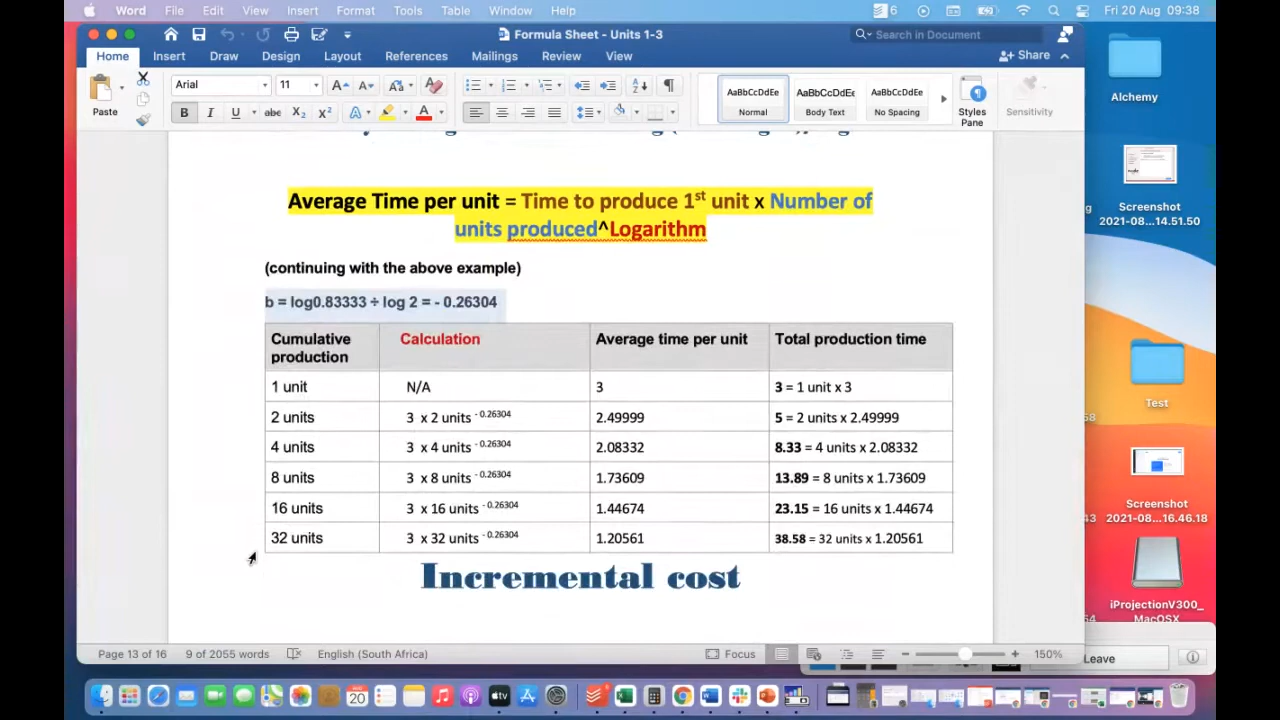 Word File Edit View Insert Format Tools Table Window Help 6 Fri 20 Aug 09:38
Formula Sheet - Units 1-3 Search in Document
Home Insert Draw Design Layout References Mailings Review View Share
Paste Arial 11 AaBbCcDdEe AaBbCcDdEe AaBbCcDdEe
Normal Body Text No Spacing Styles Pane Sensitivity
Average Time per unit = Time to produce 1st unit x Number of
units produced^Logarithm
(continuing with the above example)
b = log0.83333 ÷ log 2 = - 0.26304
Cumulative production Calculation Average time per unit Total production time
1 unit N/A 3 3 = 1 unit x 3
2 units 3 x 2 units - 0.26304 2.49999 5 = 2 units x 2.49999
4 units 3 x 4 units - 0.26304 2.08332 8.33 = 4 units x 2.08332
8 units 3 x 8 units - 0.26304 1.73609 13.89 = 8 units x 1.73609
16 units 3 x 16 units - 0.26304 1.44674 23.15 = 16 units x 1.44674
32 units 3 x 32 units - 0.26304 1.20561 38.58 = 32 units x 1.20561
Incremental cost
Page 13 of 16 9 of 2055 words English (South Africa) Focus 150%
Leave
Alchemy
Screenshot
2021-08...14.51.50
Test
Screenshot
2021-08...16.46.18
iProjectionV300_
MacOSX